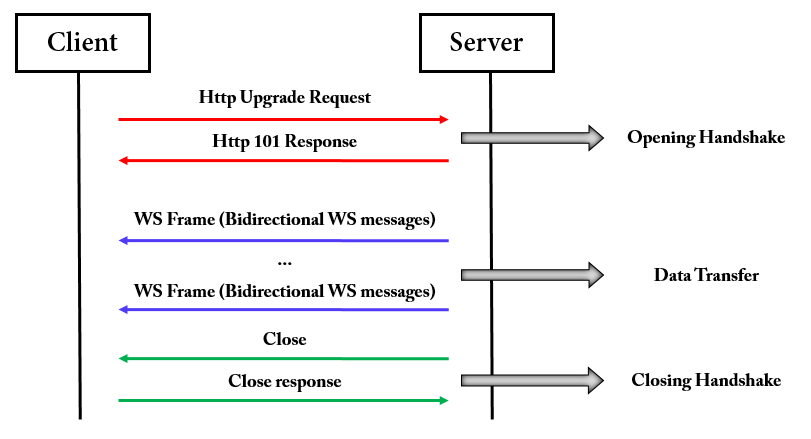 Client
Server
Http Upgrade Request
Http 101 Response
Opening Handshake
WS Frame (Bidirectional WS messages)
...
WS Frame (Bidirectional WS messages)
Data Transfer
Close
Close response
Closing Handshake